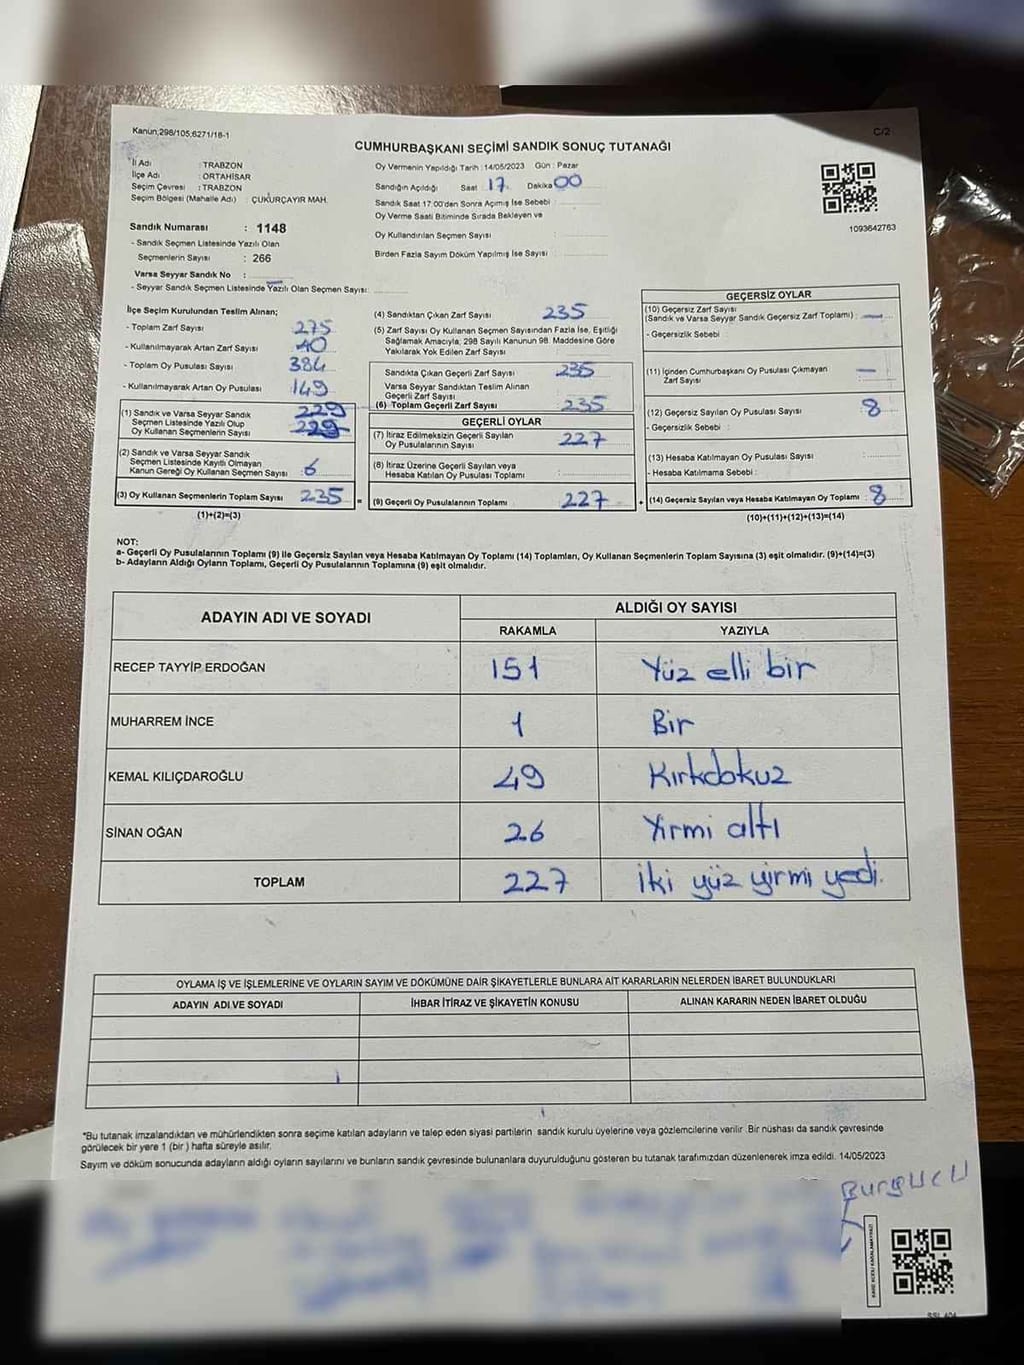 Kanun,298/105,6271/16-1
C/2
CUMHURBAŞKANI SEÇİMİ SANDIK SONUÇ TUTANAĞI
İl Adı : TRABZON
İlçe Adı : ORTAHİSAR
Seçim Çevresi : TRABZON
Seçim Bölgesi (Mahalle Adı) : ÇUKURÇAYIR MAH.
Oy Vermenin Yapıldığı Tarih : 14/05/2023 Gün : Pazar
Sandığın Açıldığı Saat 17 Dakika 00
Sandık Saat 17:00'den Sonra Açımış İse Sebebi :
Oy Verme Saati Bitiminde Sırada Bekleyen ve
Oy Kullandırılan Seçmen Sayısı :
Birden Fazla Sayım Döküm Yapılmış İse Sayısı :
1093642763
Sandık Numarası : 1148
- Sandık Seçmen Listesinde Yazılı Olan
Seçmenlerin Sayısı : 266
Varsa Seyyar Sandık No :
- Seyyar Sandık Seçmen Listesinde Yazılı Olan Seçmen Sayısı:
İlçe Seçim Kurulundan Teslim Alınan;
- Toplam Zarf Sayısı 275
- Kullanılmayarak Artan Zarf Sayısı 40
- Toplam Oy Pusulası Sayısı 384
- Kullanılmayarak Artan Oy Pusulası 149
(1) Sandık ve Varsa Seyyar Sandık 229
Seçmen Listesinde Yazılı Olup
Oy Kullanan Seçmenlerin Sayısı 229
(2) Sandık ve Varsa Seyyar Sandık
Seçmen Listesinde Kayıtlı Olmayan
Kanun Gereği Oy Kullanan Seçmen Sayısı : 6
(3) Oy Kullanan Seçmenlerin Toplam Sayısı : 235 =
(1)+(2)=(3)
(4) Sandıktan Çıkan Zarf Sayısı 235
(5) Zarf Sayısı Oy Kullanan Seçmen Sayısından Fazla İse, Eşitliği
Sağlamak Amacıyla, 298 Sayılı Kanunun 98. Maddesine Göre
Yakılarak Yok Edilen Zarf Sayısı :
Sandıkta Çıkan Geçerli Zarf Sayısı 235
Varsa Seyyar Sandıktan Teslim Alınan
Geçerli Zarf Sayısı :
(6) Toplam Geçerli Zarf Sayısı : 235
GEÇERLİ OYLAR
(7) İtiraz Edilmeksizin Geçerli Sayılan
Oy Pusulalarının Sayısı : 227
(8) İtiraz Üzerine Geçerli Sayılan veya
Hesaba Katılan Oy Pusulası Toplamı :
(9) Geçerli Oy Pusulalarının Toplamı : 227 +
GEÇERSİZ OYLAR
(10) Geçersiz Zarf Sayısı
(Sandık ve Varsa Seyyar Sandık Geçersiz Zarf Toplamı) : —
- Geçersizlik Sebebi :
(11) İçinden Cumhurbaşkanı Oy Pusulası Çıkmayan
Zarf Sayısı : —
(12) Geçersiz Sayılan Oy Pusulası Sayısı : 8
- Geçersizlik Sebebi :
(13) Hesaba Katılmayan Oy Pusulası Sayısı :
- Hesaba Katılmama Sebebi :
(14) Geçersiz Sayılan veya Hesaba Katılmayan Oy Toplamı : 8
(10)+(11)+(12)+(13)=(14)
NOT:
a- Geçerli Oy Pusulalarının Toplamı (9) ile Geçersiz Sayılan veya Hesaba Katılmayan Oy Toplamı (14) Toplamları, Oy Kullanan Seçmenlerin Toplam Sayısına (3) eşit olmalıdır. (9)+(14)=(3)
b- Adayların Aldığı Oyların Toplamı, Geçerli Oy Pusulalarının Toplamına (9) eşit olmalıdır.
ADAYIN ADI VE SOYADI
ALDIĞI OY SAYISI
RAKAMLA YAZIYLA
RECEP TAYYİP ERDOĞAN 151 Yüz elli bir
MUHARREM İNCE 1 Bir
KEMAL KILIÇDAROĞLU 49 Kırkdokuz
SİNAN OĞAN 26 Yirmi altı
TOPLAM 227 iki yüz yirmi yedi.
OYLAMA İŞ VE İŞLEMLERİNE VE OYLARIN SAYIM VE DÖKÜMÜNE DAİR ŞİKAYETLERLE BUNLARA AİT KARARLARIN NELERDEN İBARET BULUNDUKLARI
ADAYIN ADI VE SOYADI İHBAR İTİRAZ VE ŞİKAYETİN KONUSU ALINAN KARARIN NEDEN İBARET OLDUĞU
*Bu tutanak imzalandıktan ve mühürlendikten sonra seçime katılan adayların ve talep eden siyasi partilerin sandık kurulu üyelerine veya gözlemcilerine verilir. Bir nüshası da sandık çevresinde
görülecek bir yere 1 (bir) hafta süreyle asılır.
Sayım ve döküm sonucunda adayların aldığı oyların sayılarını ve bunların sandık çevresinde bulunanlara duyurulduğunu gösteren bu tutanak tarafımızdan düzenlenerek imza edildi. 14/05/2023